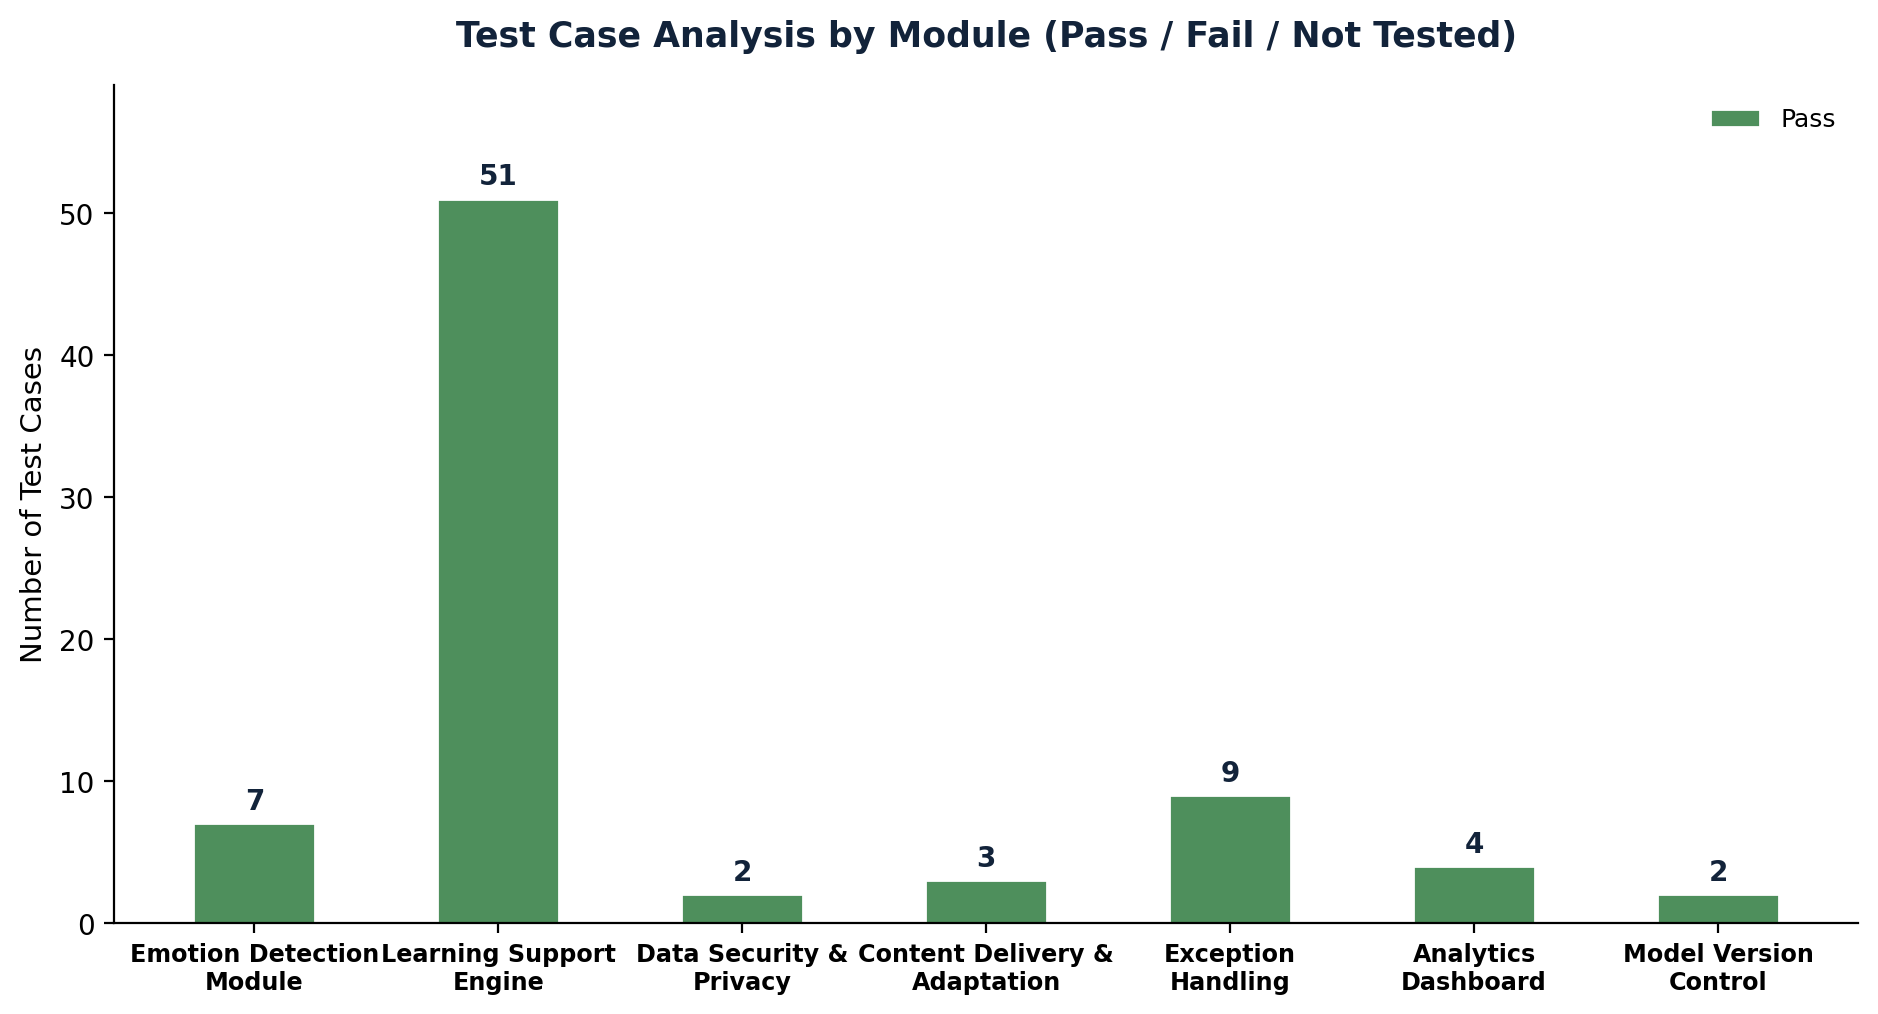 Test Case Analysis by Module (Pass / Fail / Not Tested)
Pass
Number of Test Cases
50
40
30
20
10
0
7
51
2
3
9
4
2
Emotion Detection
Module
Learning Support
Engine
Data Security &
Privacy
Content Delivery &
Adaptation
Exception
Handling
Analytics
Dashboard
Model Version
Control